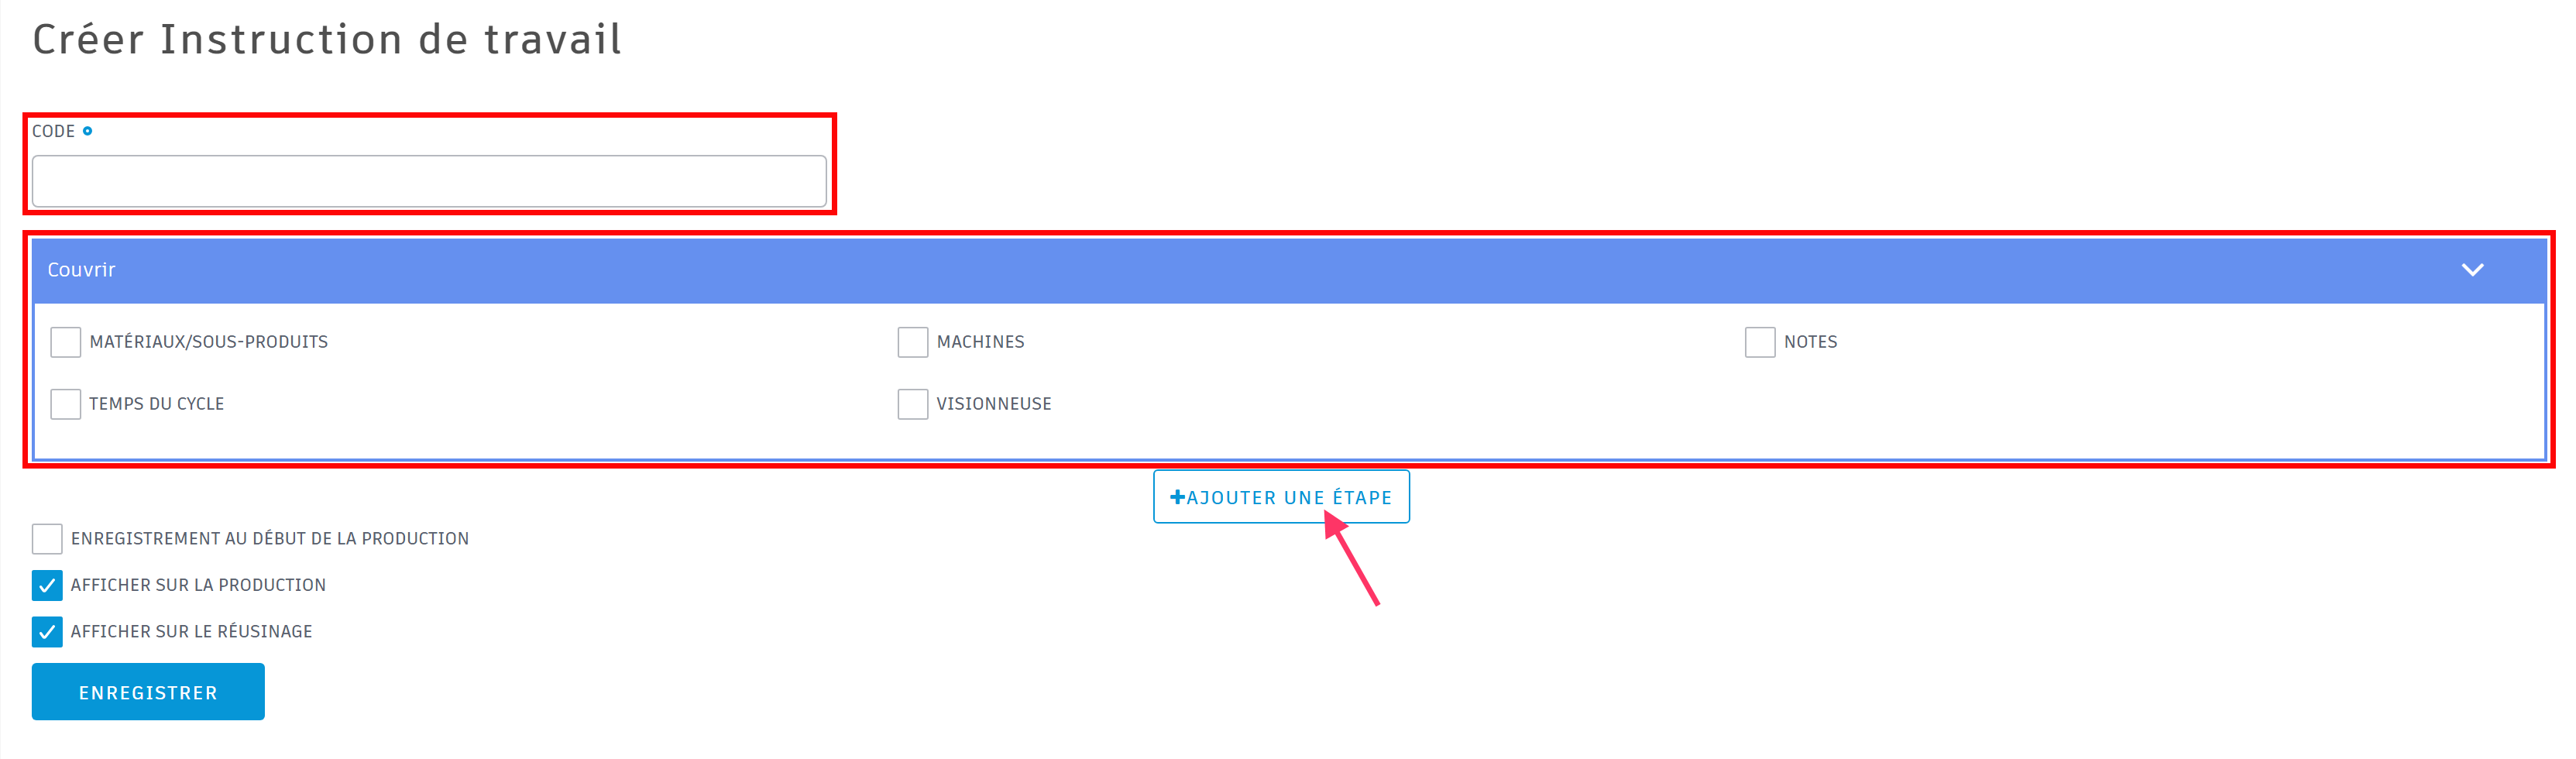 Créer Instruction de travail
CODE
Couvrir
MATÉRIAUX/SOUS-PRODUITS MACHINES NOTES
TEMPS DU CYCLE VISIONNEUSE
+AJOUTER UNE ÉTAPE
ENREGISTREMENT AU DÉBUT DE LA PRODUCTION
AFFICHER SUR LA PRODUCTION
AFFICHER SUR LE RÉUSINAGE
ENREGISTRER